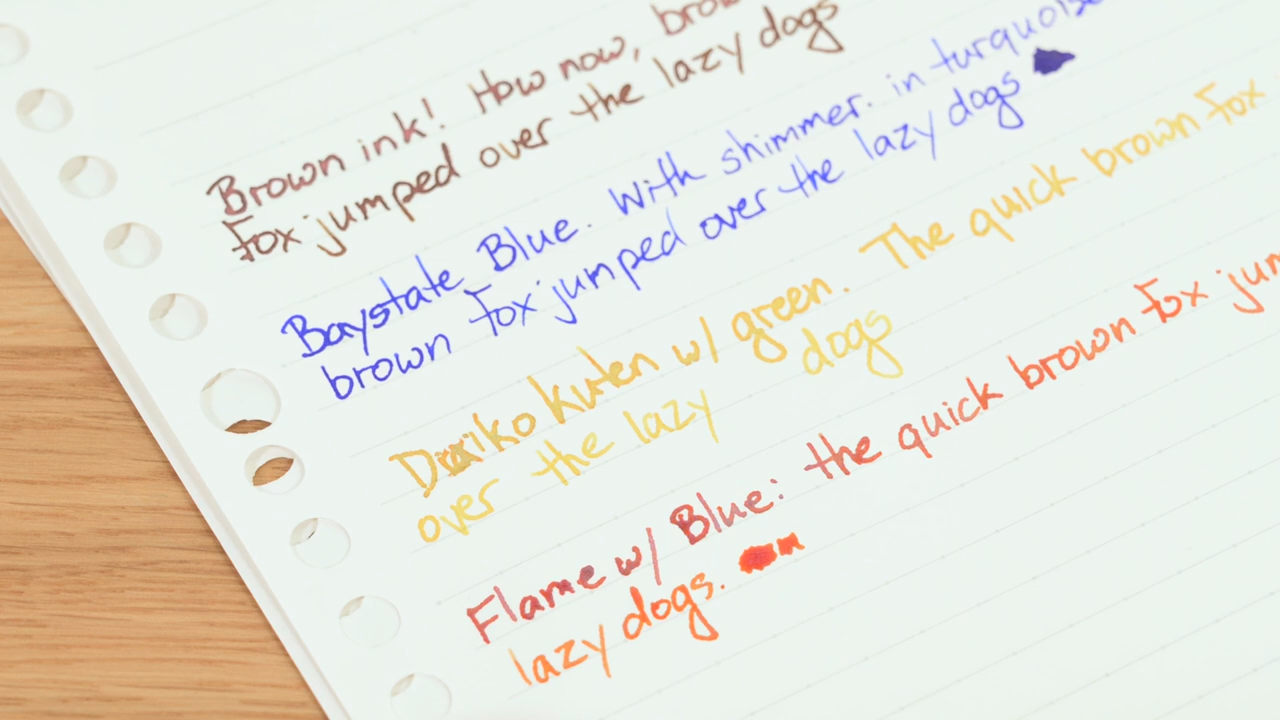 Brown ink! How now, brow
Fox jumped over the lazy dogs
Baystate Blue. With shimmer. in turquoise
brown Fox jumped over the lazy dogs
Daiko Kuten w/ green. The quick brown Fox
over the lazy dogs
Flame w/ Blue: the quick brown Fox jum
lazy dogs.